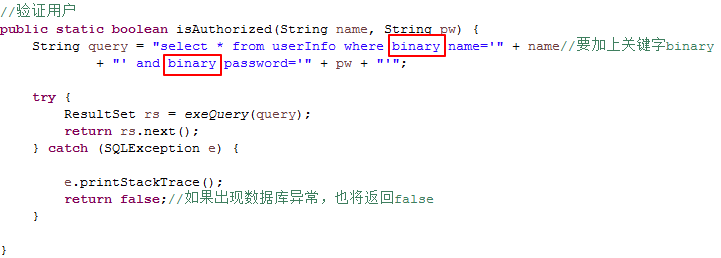 //验证用户
public static boolean isAuthorized(String name, String pw) {
String query = "select * from userInfo where binary name='" + name//要加上关键字binary
+ "' and binary password='" + pw + "'";
try {
ResultSet rs = exeQuery(query);
return rs.next();
} catch (SQLException e) {
e.printStackTrace();
return false;//如果出现数据库异常，也将返回false
}
}